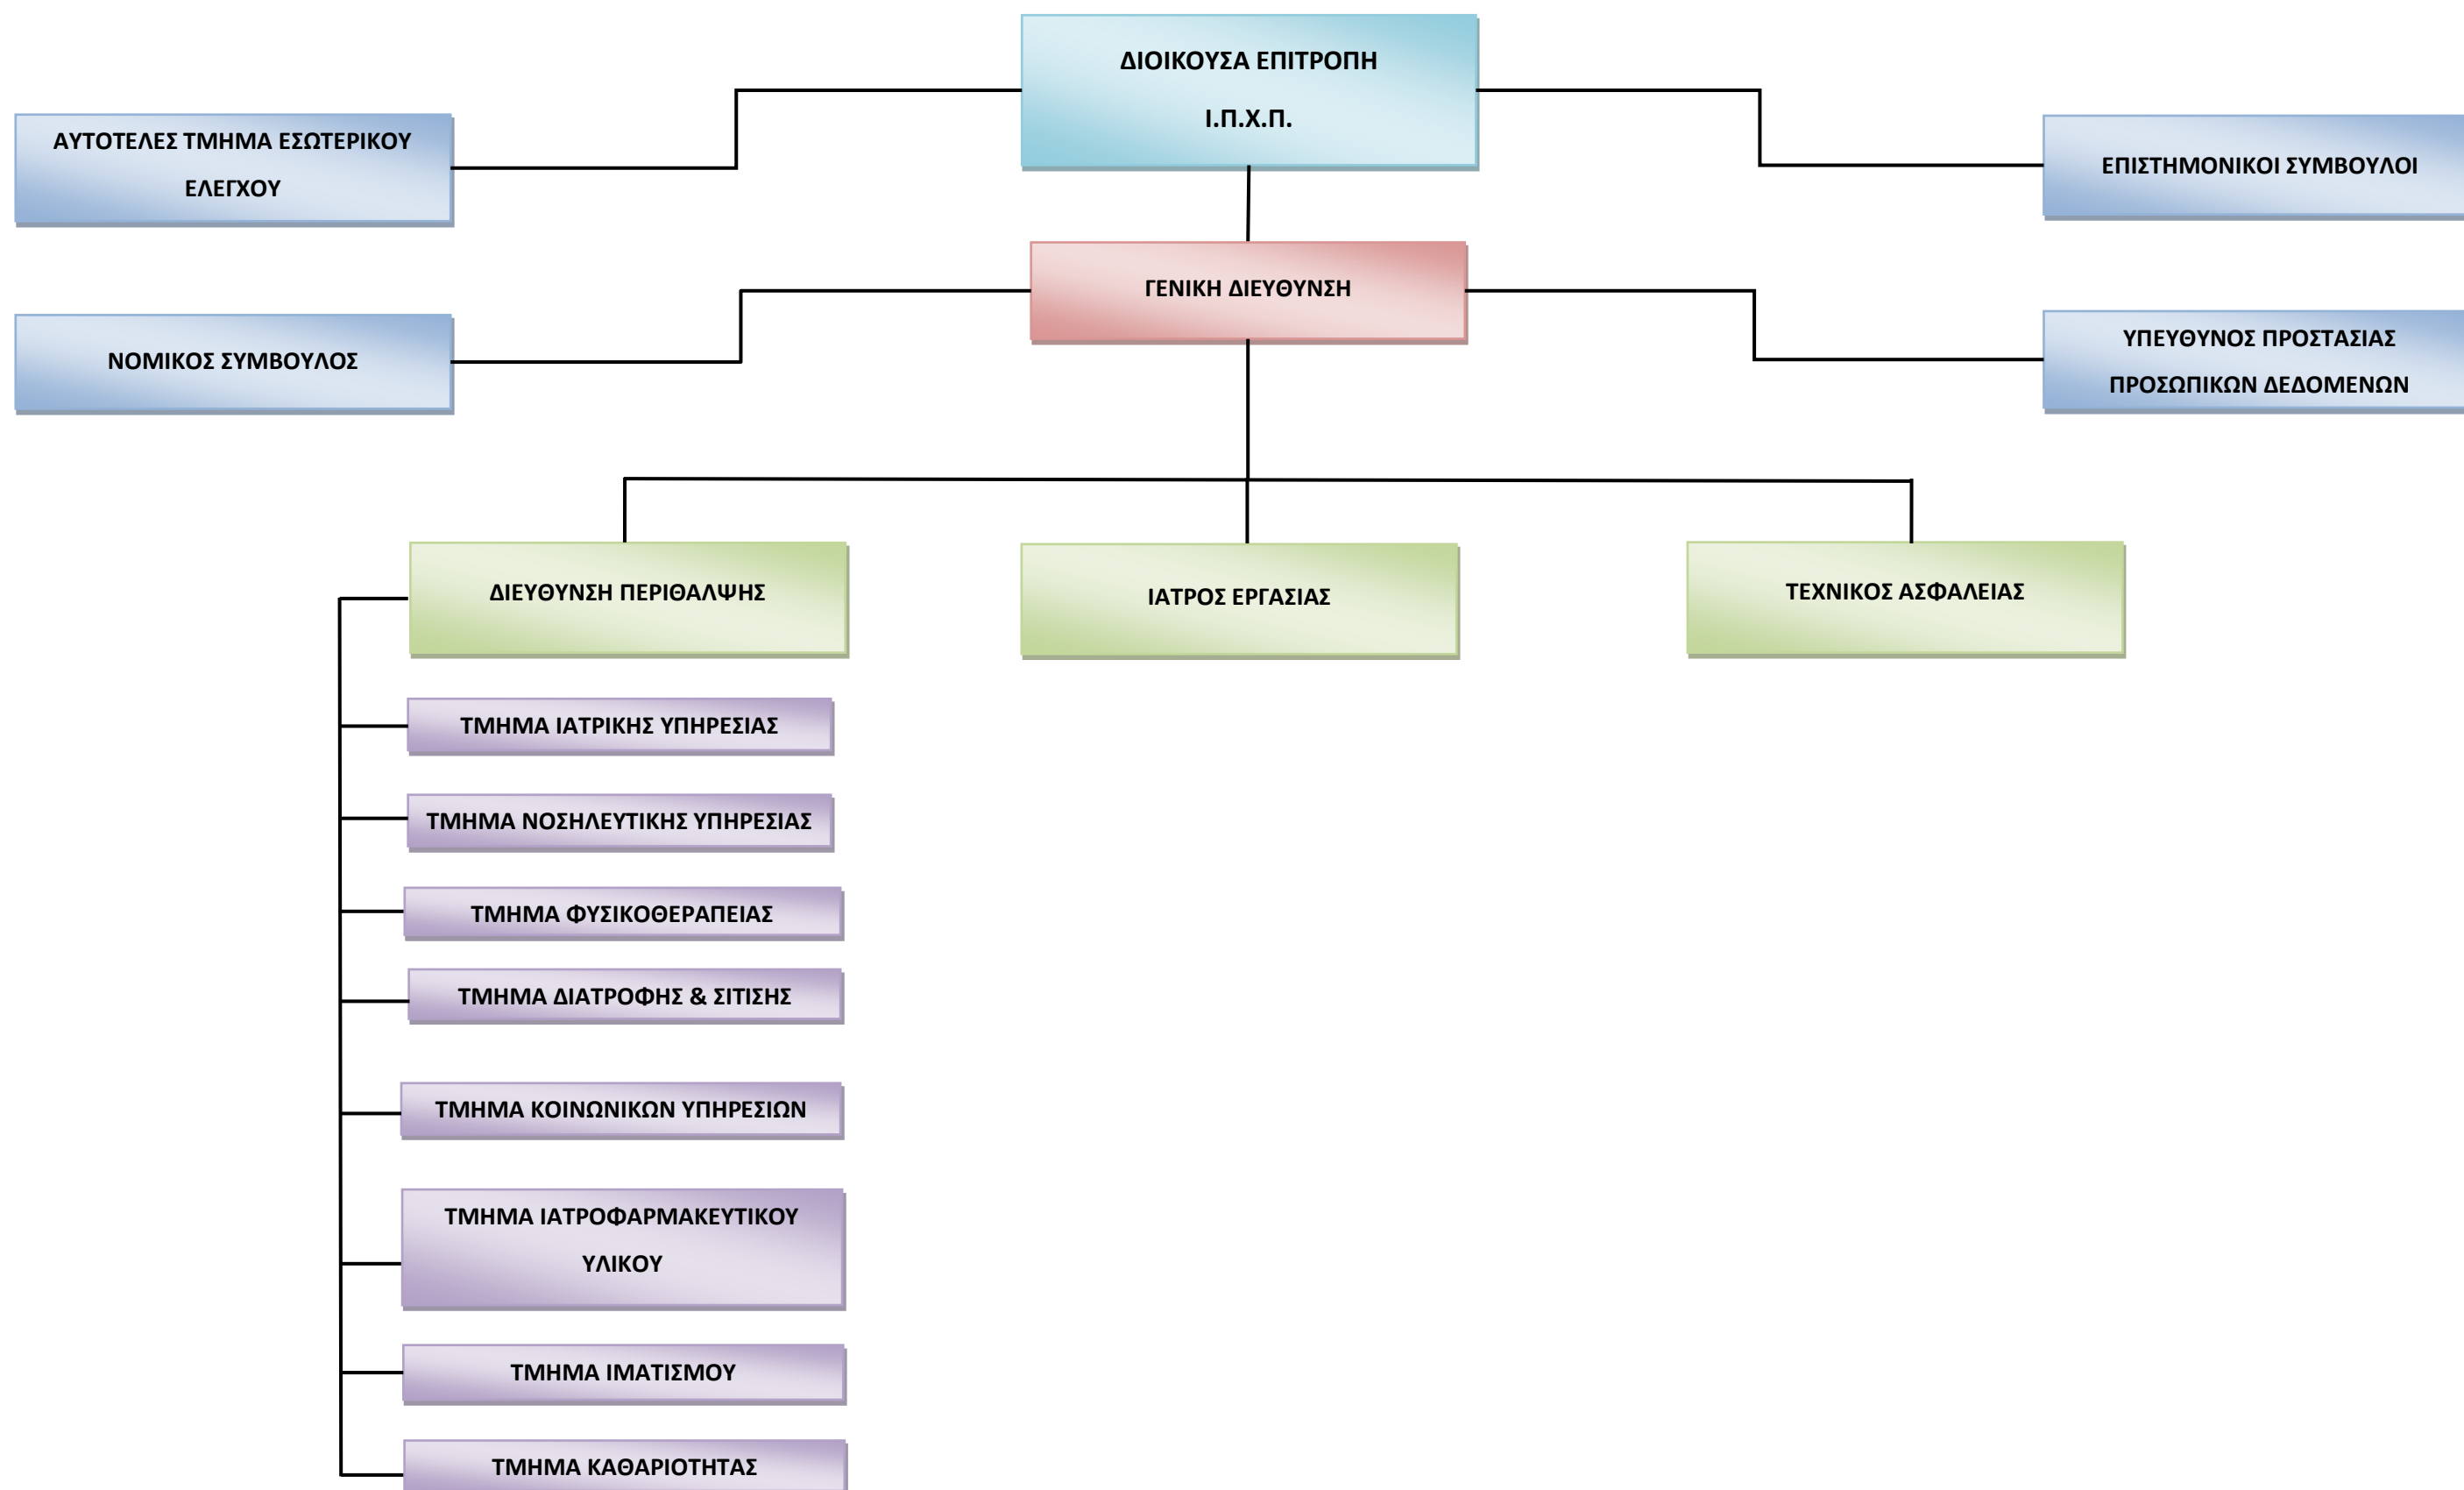 ΔΙΟΙΚΟΥΣΑ ΕΠΙΤΡΟΠΗ
Ι.Π.Χ.Π.
ΑΥΤΟΤΕΛΕΣ ΤΜΗΜΑ ΕΣΩΤΕΡΙΚΟΥ
ΕΛΕΓΧΟΥ
ΕΠΙΣΤΗΜΟΝΙΚΟΙ ΣΥΜΒΟΥΛΟΙ
ΓΕΝΙΚΗ ΔΙΕΥΘΥΝΣΗ
ΝΟΜΙΚΟΣ ΣΥΜΒΟΥΛΟΣ
ΥΠΕΥΘΥΝΟΣ ΠΡΟΣΤΑΣΙΑΣ
ΠΡΟΣΩΠΙΚΩΝ ΔΕΔΟΜΕΝΩΝ
ΔΙΕΥΘΥΝΣΗ ΠΕΡΙΘΑΛΨΗΣ
ΙΑΤΡΟΣ ΕΡΓΑΣΙΑΣ
ΤΕΧΝΙΚΟΣ ΑΣΦΑΛΕΙΑΣ
ΤΜΗΜΑ ΙΑΤΡΙΚΗΣ ΥΠΗΡΕΣΙΑΣ
ΤΜΗΜΑ ΝΟΣΗΛΕΥΤΙΚΗΣ ΥΠΗΡΕΣΙΑΣ
ΤΜΗΜΑ ΦΥΣΙΚΟΘΕΡΑΠΕΙΑΣ
ΤΜΗΜΑ ΔΙΑΤΡΟΦΗΣ & ΣΙΤΙΣΗΣ
ΤΜΗΜΑ ΚΟΙΝΩΝΙΚΩΝ ΥΠΗΡΕΣΙΩΝ
ΤΜΗΜΑ ΙΑΤΡΟΦΑΡΜΑΚΕΥΤΙΚΟΥ
ΥΛΙΚΟΥ
ΤΜΗΜΑ ΙΜΑΤΙΣΜΟΥ
ΤΜΗΜΑ ΚΑΘΑΡΙΟΤΗΤΑΣ